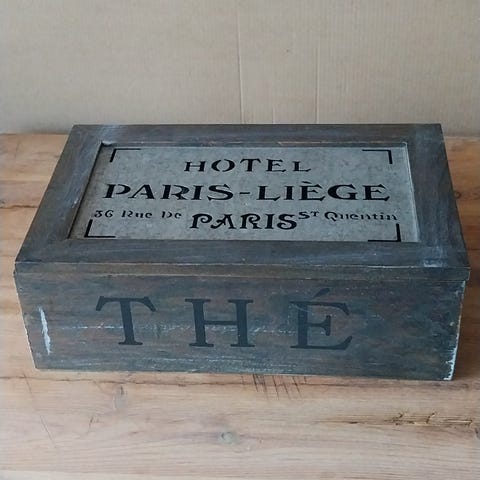 HOTEL
PARIS-LIÈGE
36 Rue De PARIS St Quentin
THÉ